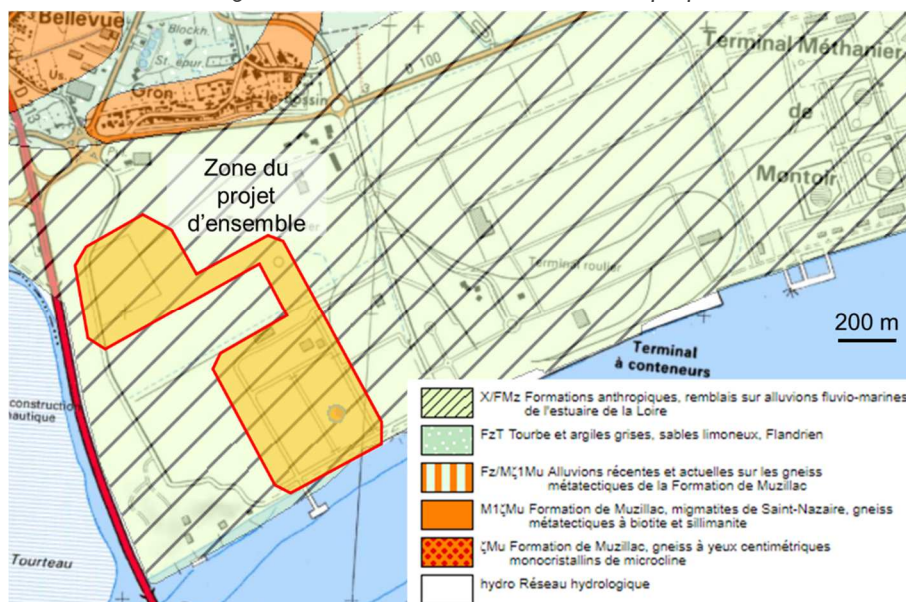 Bellevue
Blockh.
St. epur.
Us.
Gron
le Bossin
D 100
3
D
Terminal Méthanier
de
Montoir
Zone du
projet
d'ensemble
Terminal roulier
200 m
Terminal
à conteneurs
construction
nautique
Tourteau
X/FMz Formations anthropiques, remblais sur alluvions fluvio-marines
de l'estuaire de la Loire
FzT Tourbe et argiles grises, sables limoneux, Flandrien
Fz/Mζ1Mu Alluvions récentes et actuelles sur les gneiss
métatectiques de la Formation de Muzillac
M1ζMu Formation de Muzillac, migmatites de Saint-Nazaire, gneiss
métatectiques à biotite et sillimanite
ζMu Formation de Muzillac, gneiss à yeux centimétriques
monocristallins de microcline
hydro Réseau hydrologique